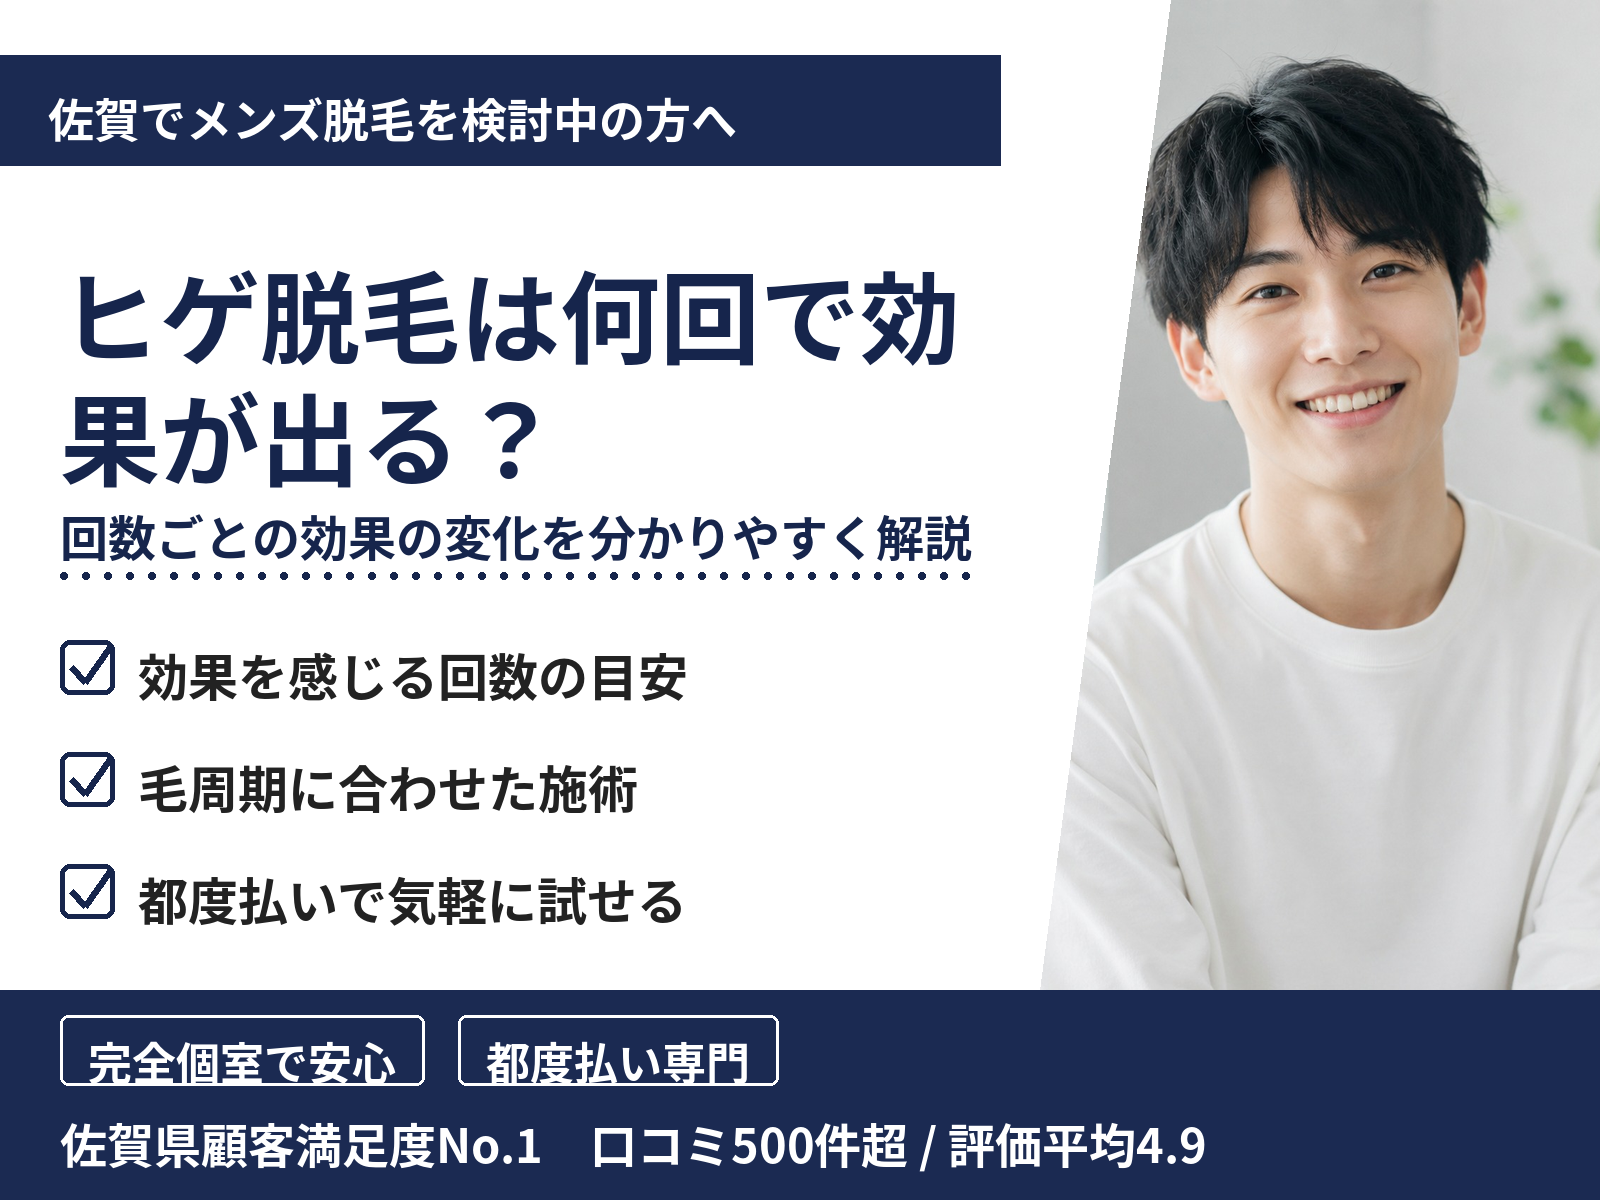 佐賀でメンズ脱毛を検討中の方へ
ヒゲ脱毛は何回で効
果が出る？
回数ごとの効果の変化を分かりやすく解説
効果を感じる回数の目安
毛周期に合わせた施術
都度払いで気軽に試せる
完全個室で安心 都度払い専門
佐賀県顧客満足度No.1　口コミ500件超 / 評価平均4.9